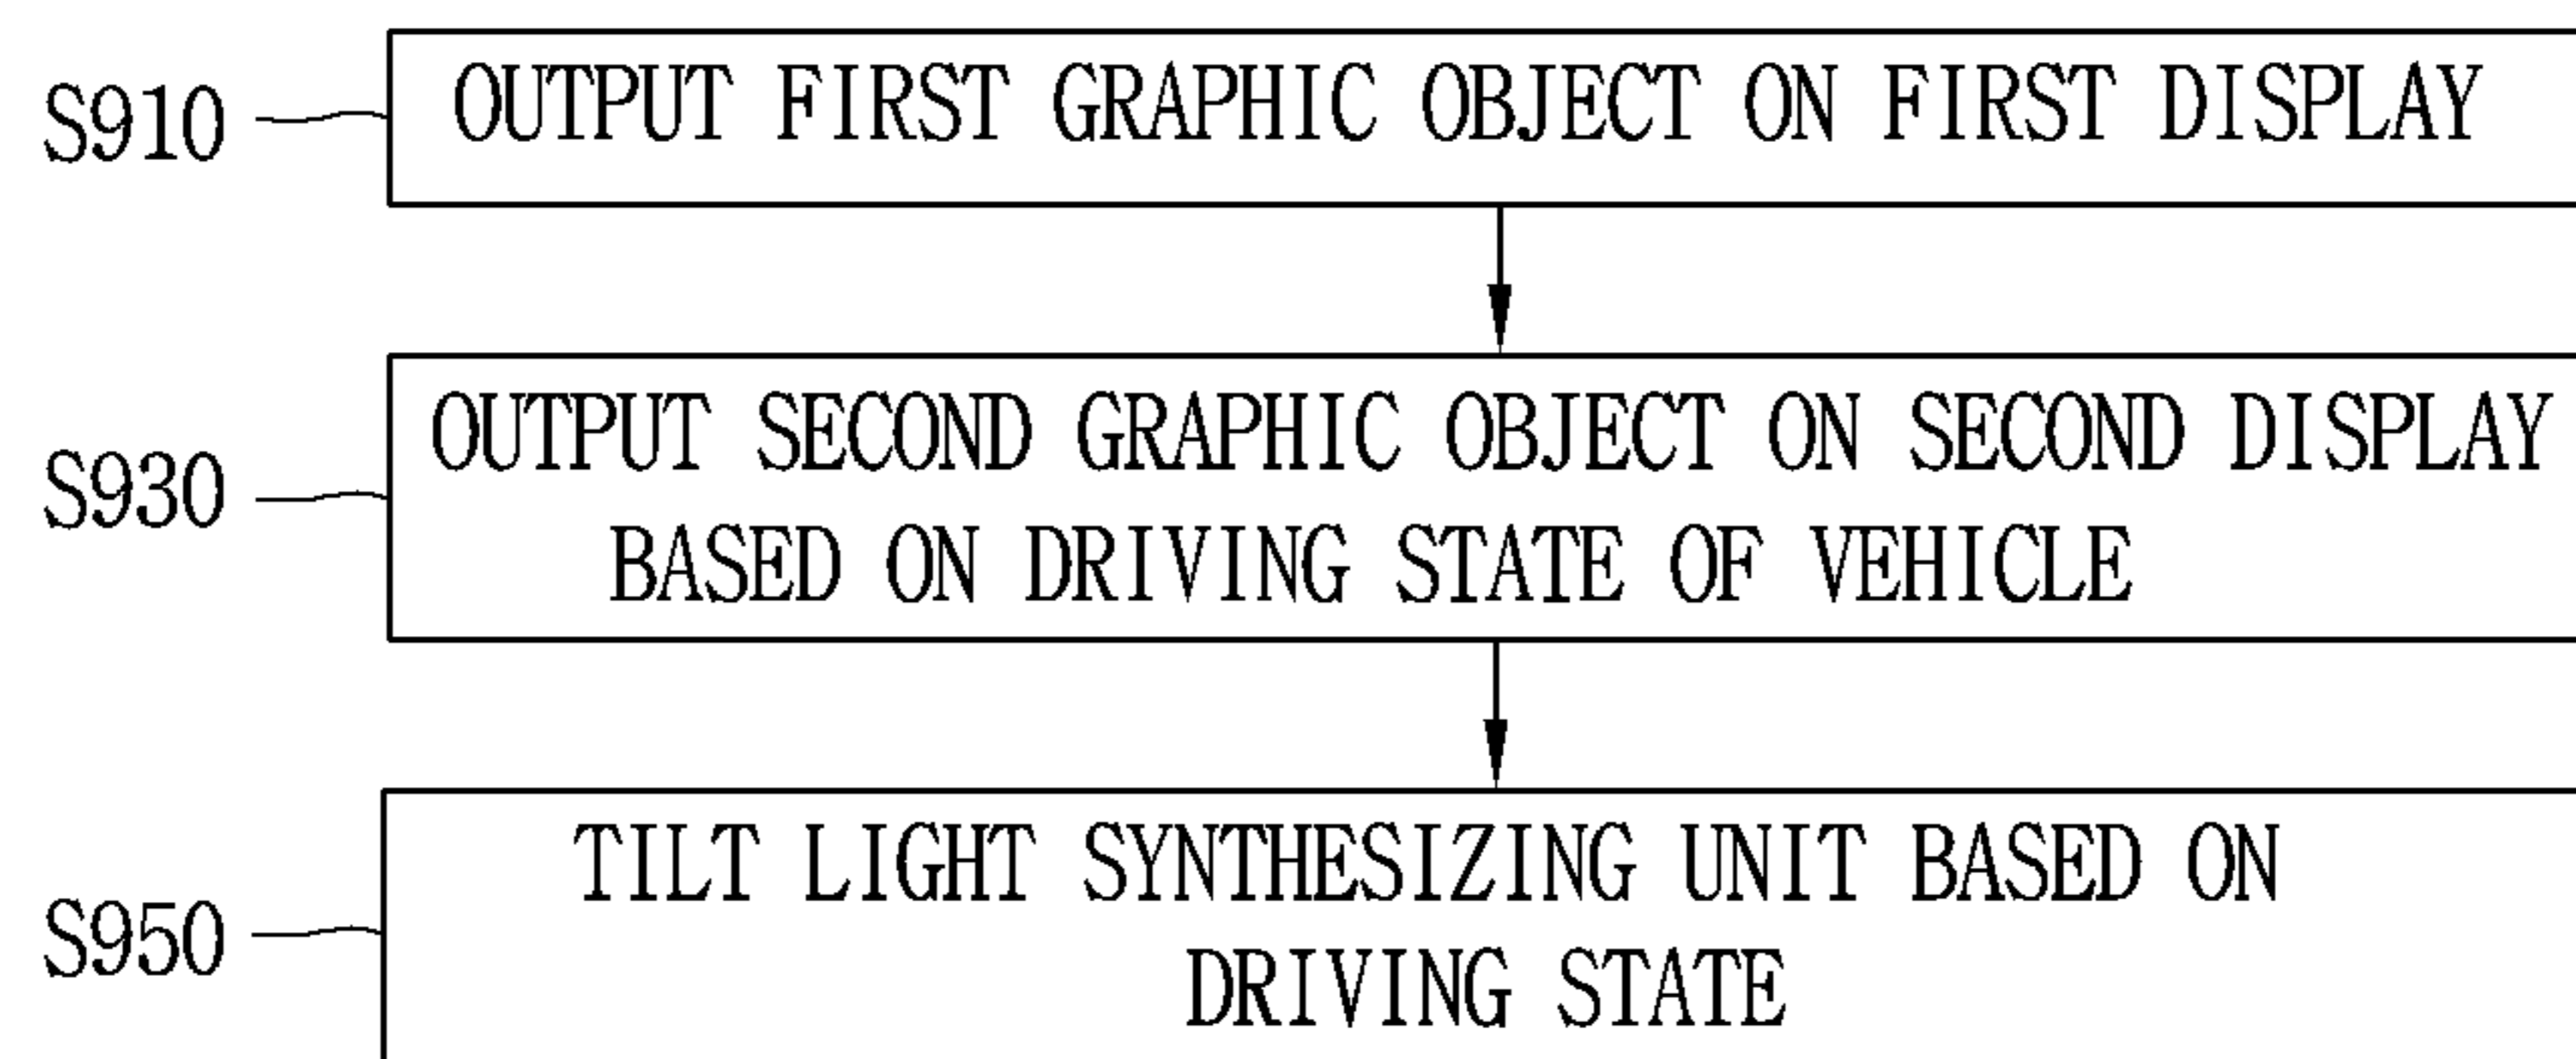 S910
OUTPUT FIRST GRAPHIC OBJECT ON FIRST DISPLAY
S930
OUTPUT SECOND GRAPHIC OBJECT ON SECOND DISPLAY
BASED ON DRIVING STATE OF VEHICLE
S950
TILT LIGHT SYNTHESIZING UNIT BASED ON
DRIVING STATE